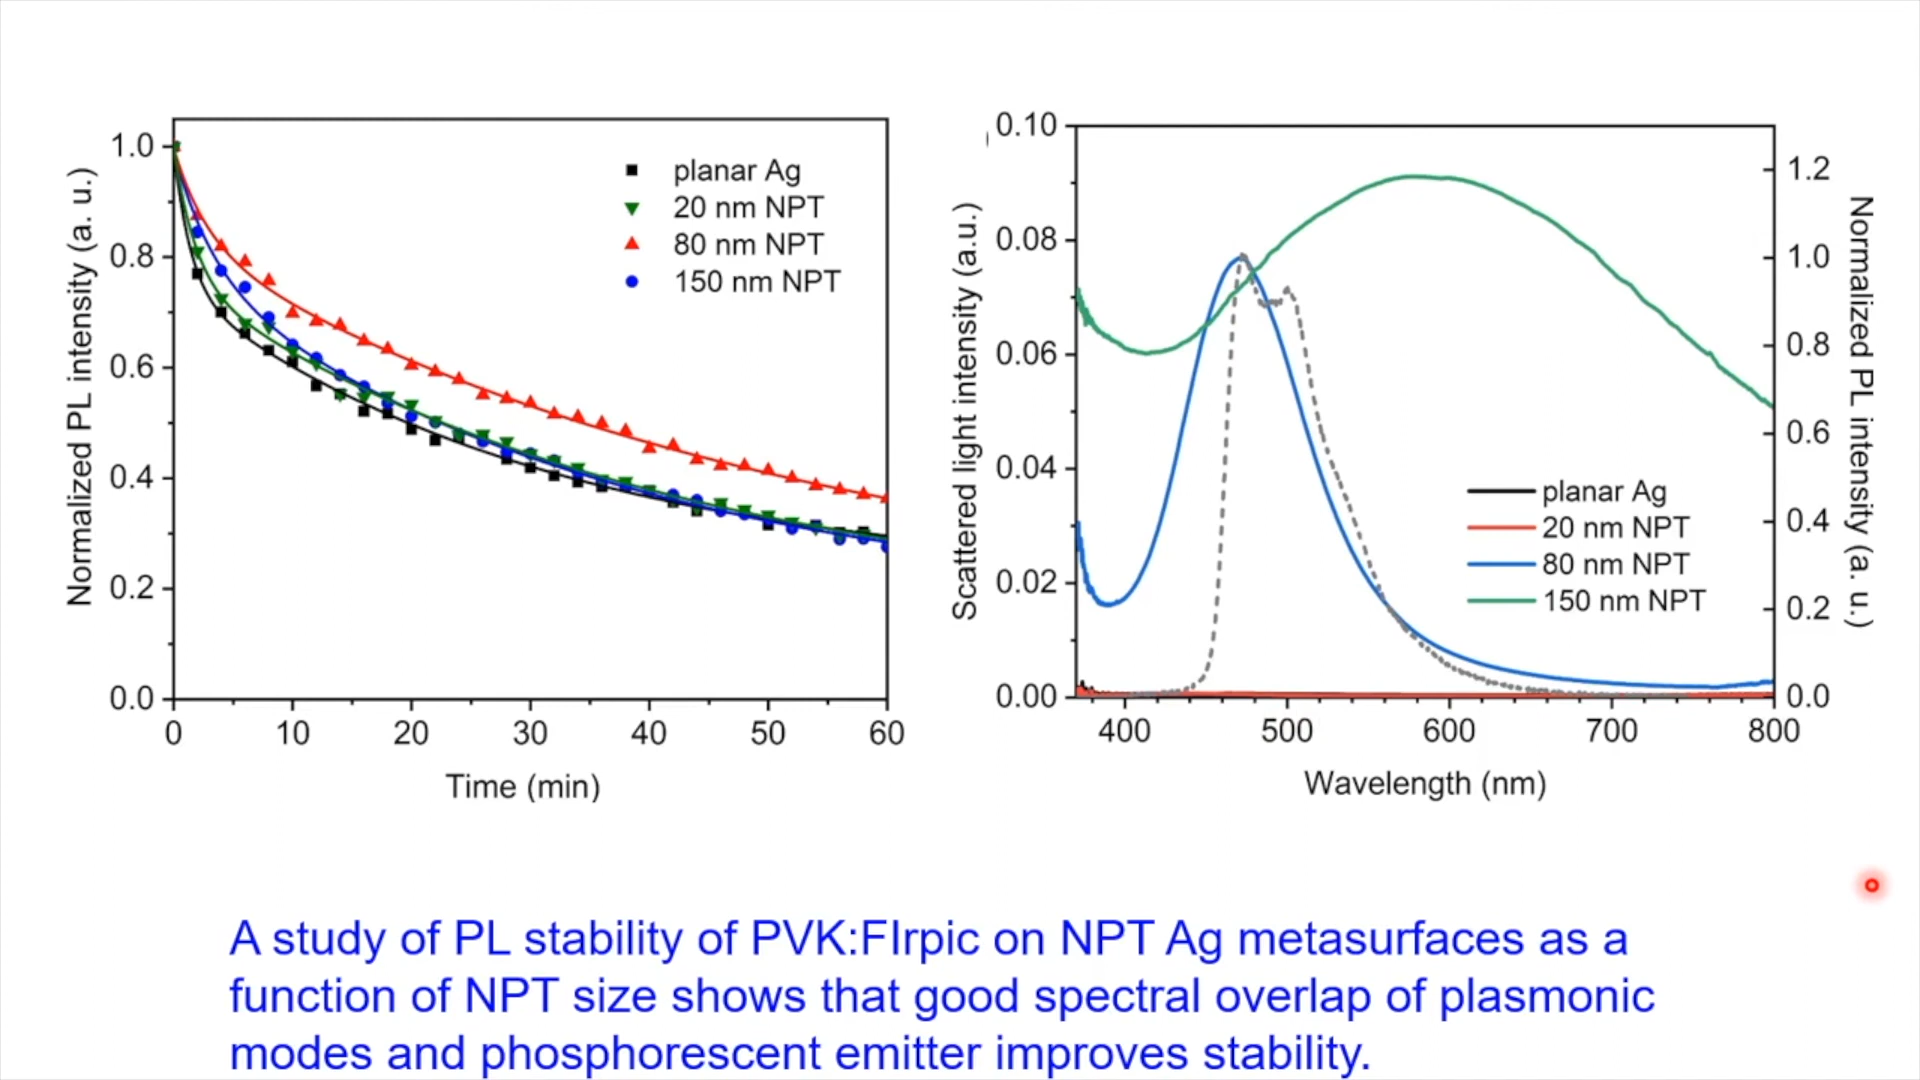 1.0
0.8
0.6
0.4
0.2
0.0
Normalized PL intensity (a. u.)
planar Ag
20 nm NPT
80 nm NPT
150 nm NPT
0 10 20 30 40 50 60
Time (min)
0.10
0.08
0.06
0.04
0.02
0.00
Scattered light intensity (a.u.)
planar Ag
20 nm NPT
80 nm NPT
150 nm NPT
1.2
1.0
0.8
0.6
0.4
0.2
0.0
Normalized PL intensity (a. u.)
400 500 600 700 800
Wavelength (nm)
A study of PL stability of PVK:FIrpic on NPT Ag metasurfaces as a
function of NPT size shows that good spectral overlap of plasmonic
modes and phosphorescent emitter improves stability.